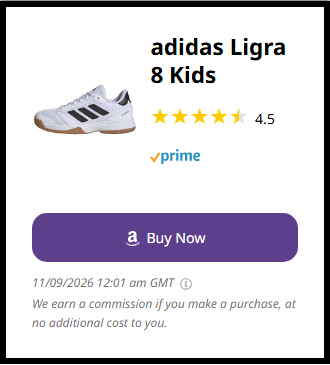 adidas Ligra
8 Kids
4.5
prime
Buy Now
11/09/2026 12:01 am GMT
We earn a commission if you make a purchase, at
no additional cost to you.